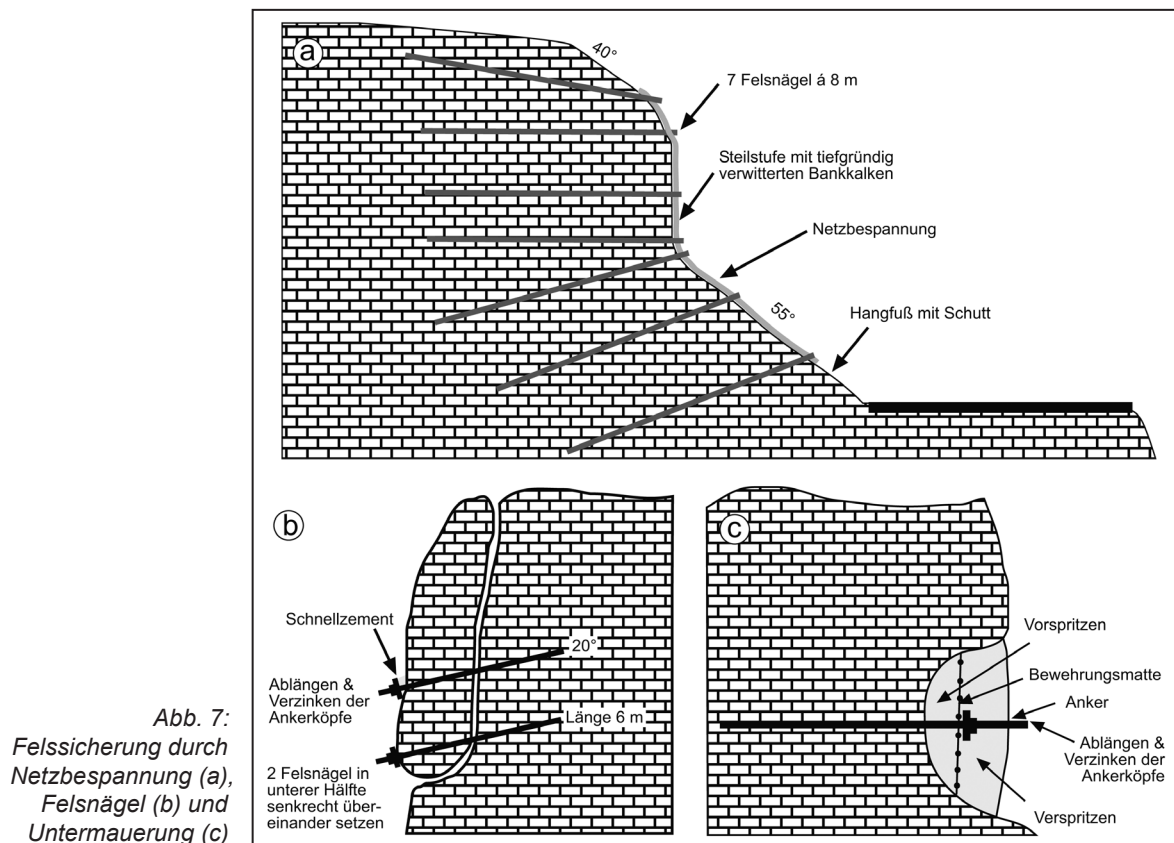 a
40°
7 Felsnägel á 8 m
Steilstufe mit tiefgründig
verwitterten Bankkalken
Netzbespannung
55°
Hangfuß mit Schutt
b
Schnellzement
20°
Ablängen &
Verzinken der
Ankerköpfe
Länge 6 m
2 Felsnägel in
unterer Hälfte
senkrecht über-
einander setzen
c
Vorspritzen
Bewehrungsmatte
Anker
Ablängen &
Verzinken der
Ankerköpfe
Verspritzen
Abb. 7:
Felssicherung durch
Netzbespannung (a),
Felsnägel (b) und
Untermauerung (c)